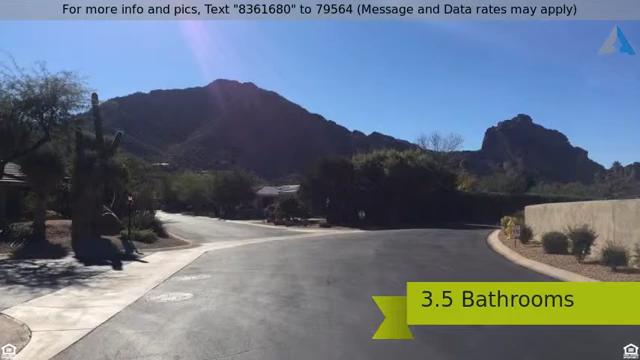 For more info and pics, Text "8361680" to 79564 (Message and Data rates may apply)
3.5 Bathrooms